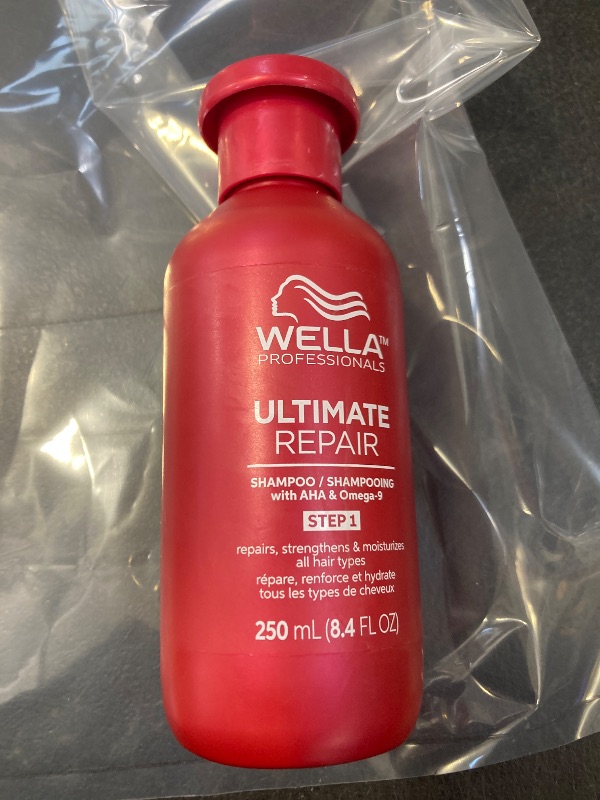 WELLA™
PROFESSIONALS
ULTIMATE
REPAIR
SHAMPOO / SHAMPOOING
with AHA & Omega-9
STEP 1
repairs, strengthens & moisturizes
all hair types
répare, renforce et hydrate
tous les types de cheveux
250 mL (8.4 FL OZ)